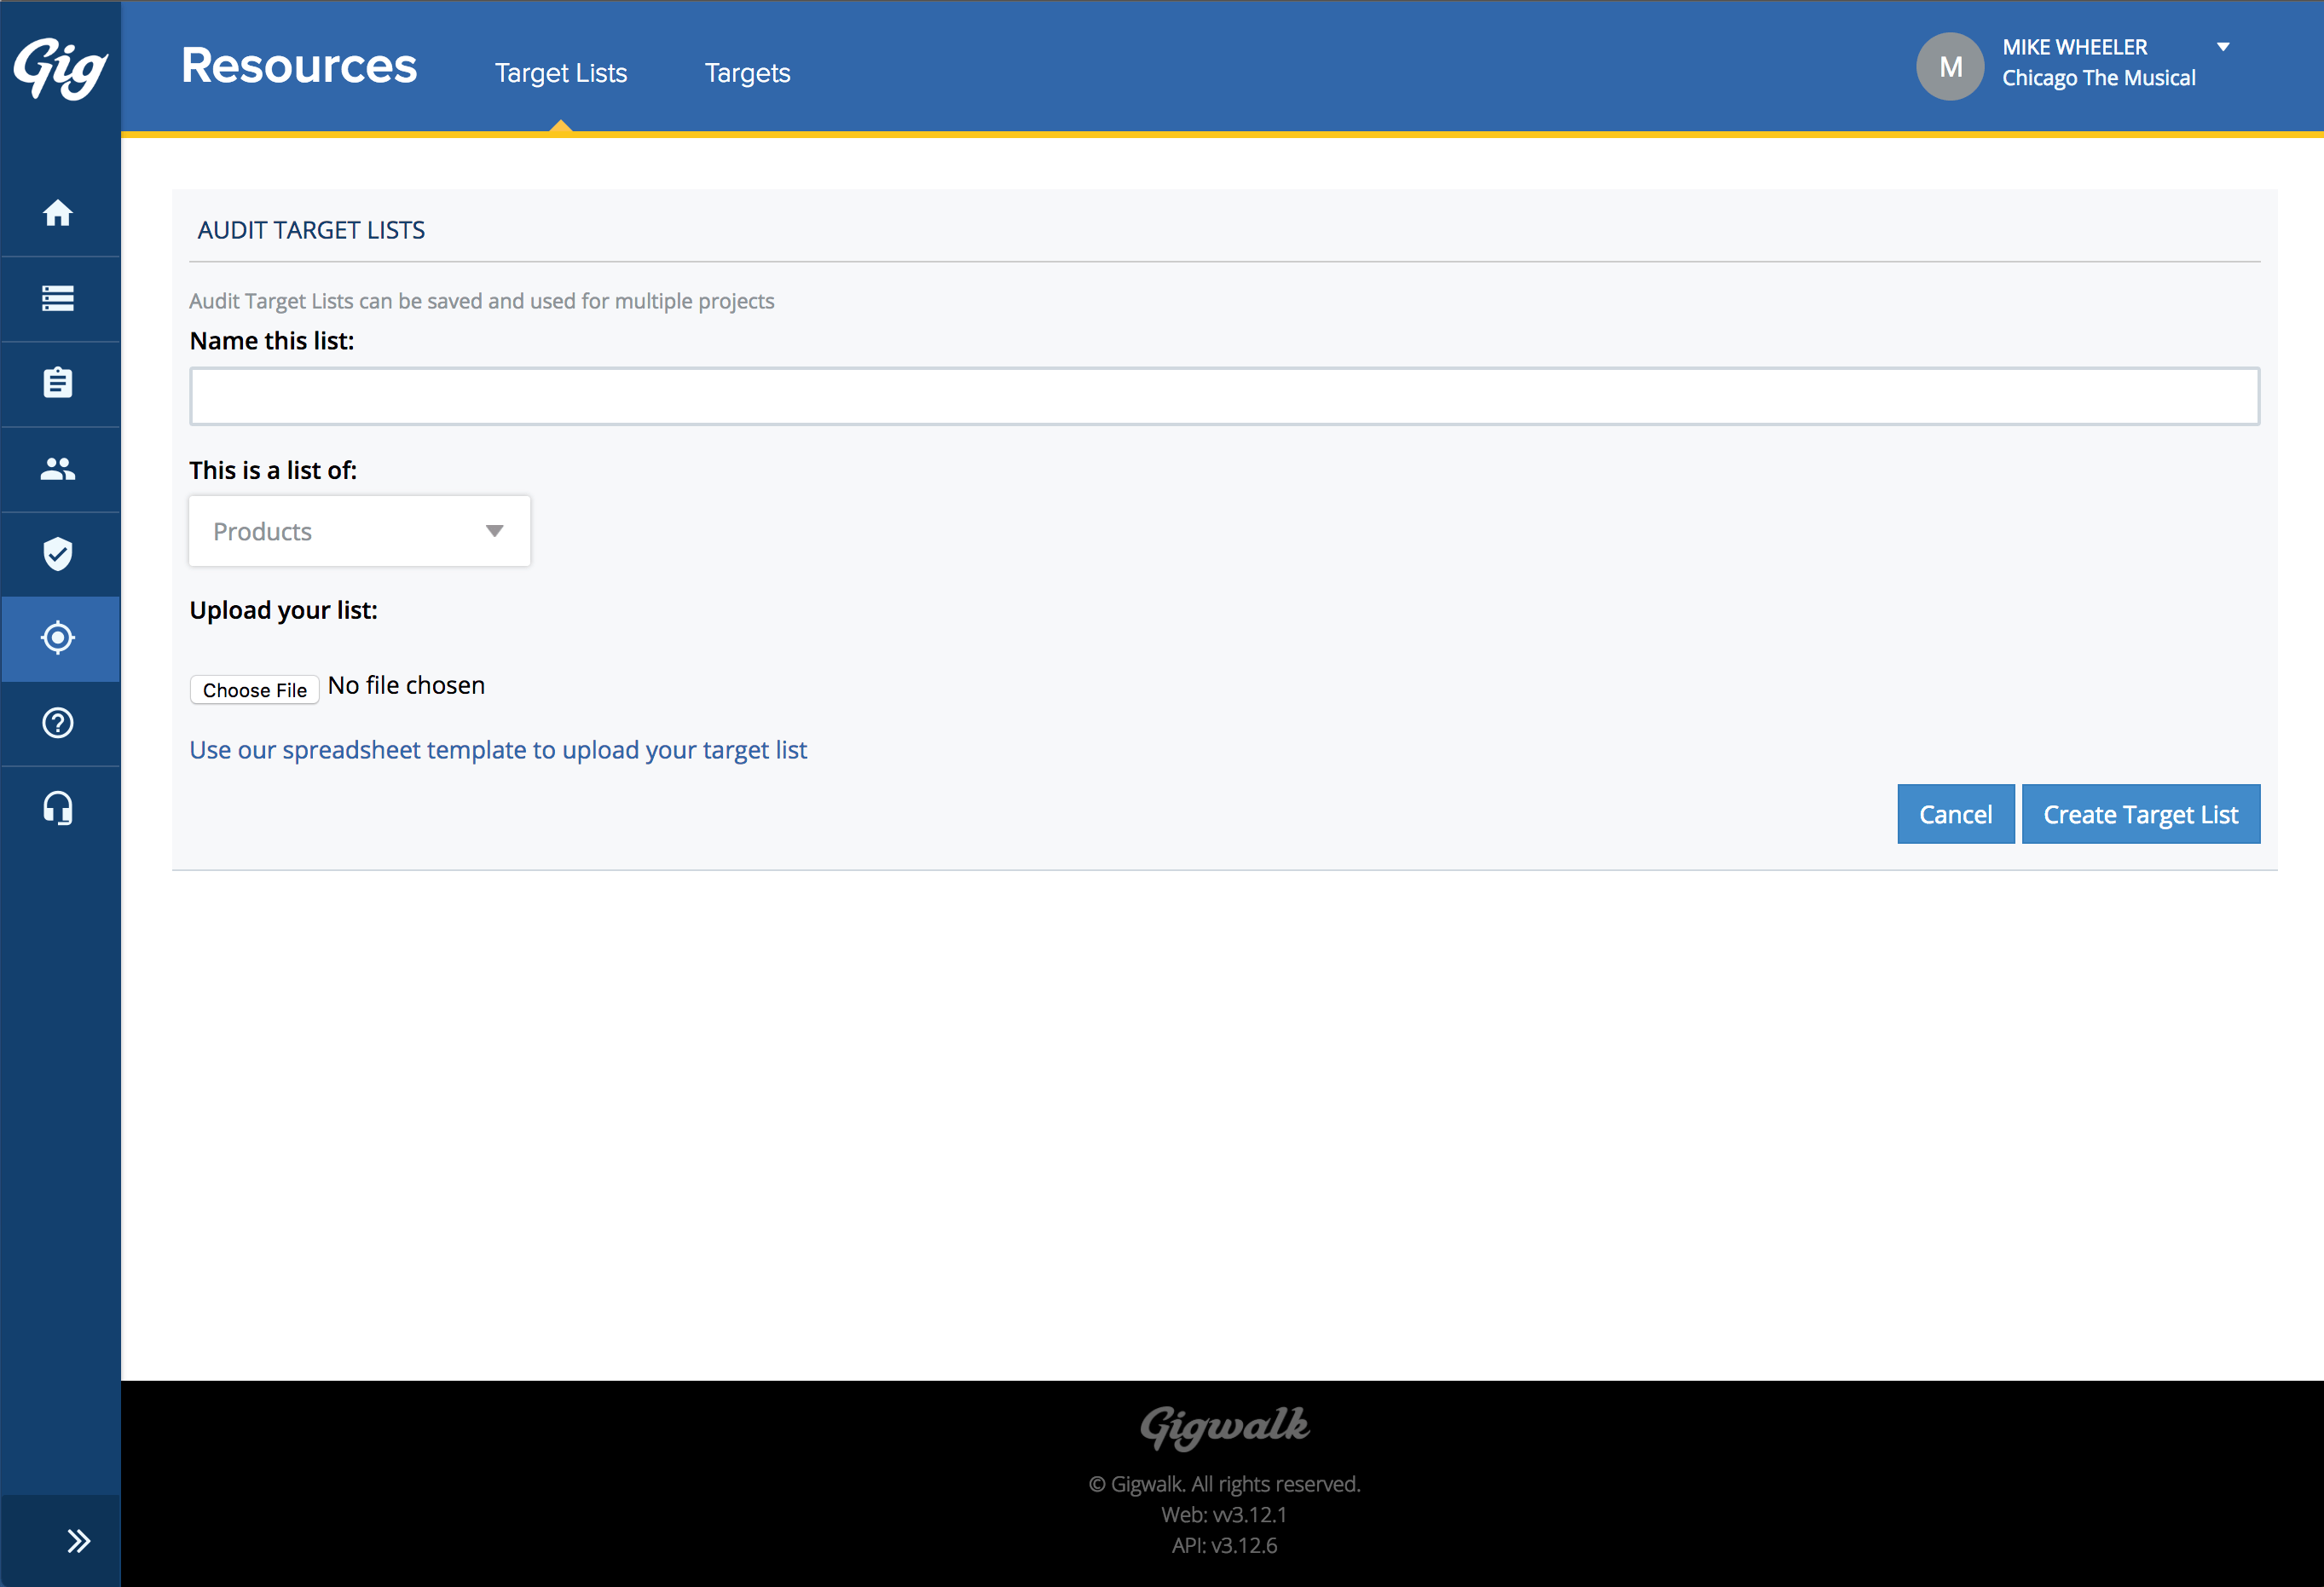 Gig
Resources
Target Lists
Targets
M
MIKE WHEELER
Chicago The Musical
AUDIT TARGET LISTS
Audit Target Lists can be saved and used for multiple projects
Name this list:
This is a list of:
Products
Upload your list:
Choose File No file chosen
Use our spreadsheet template to upload your target list
Cancel
Create Target List
Gigwalk
© Gigwalk. All rights reserved.
Web: vv3.12.1
API: v3.12.6